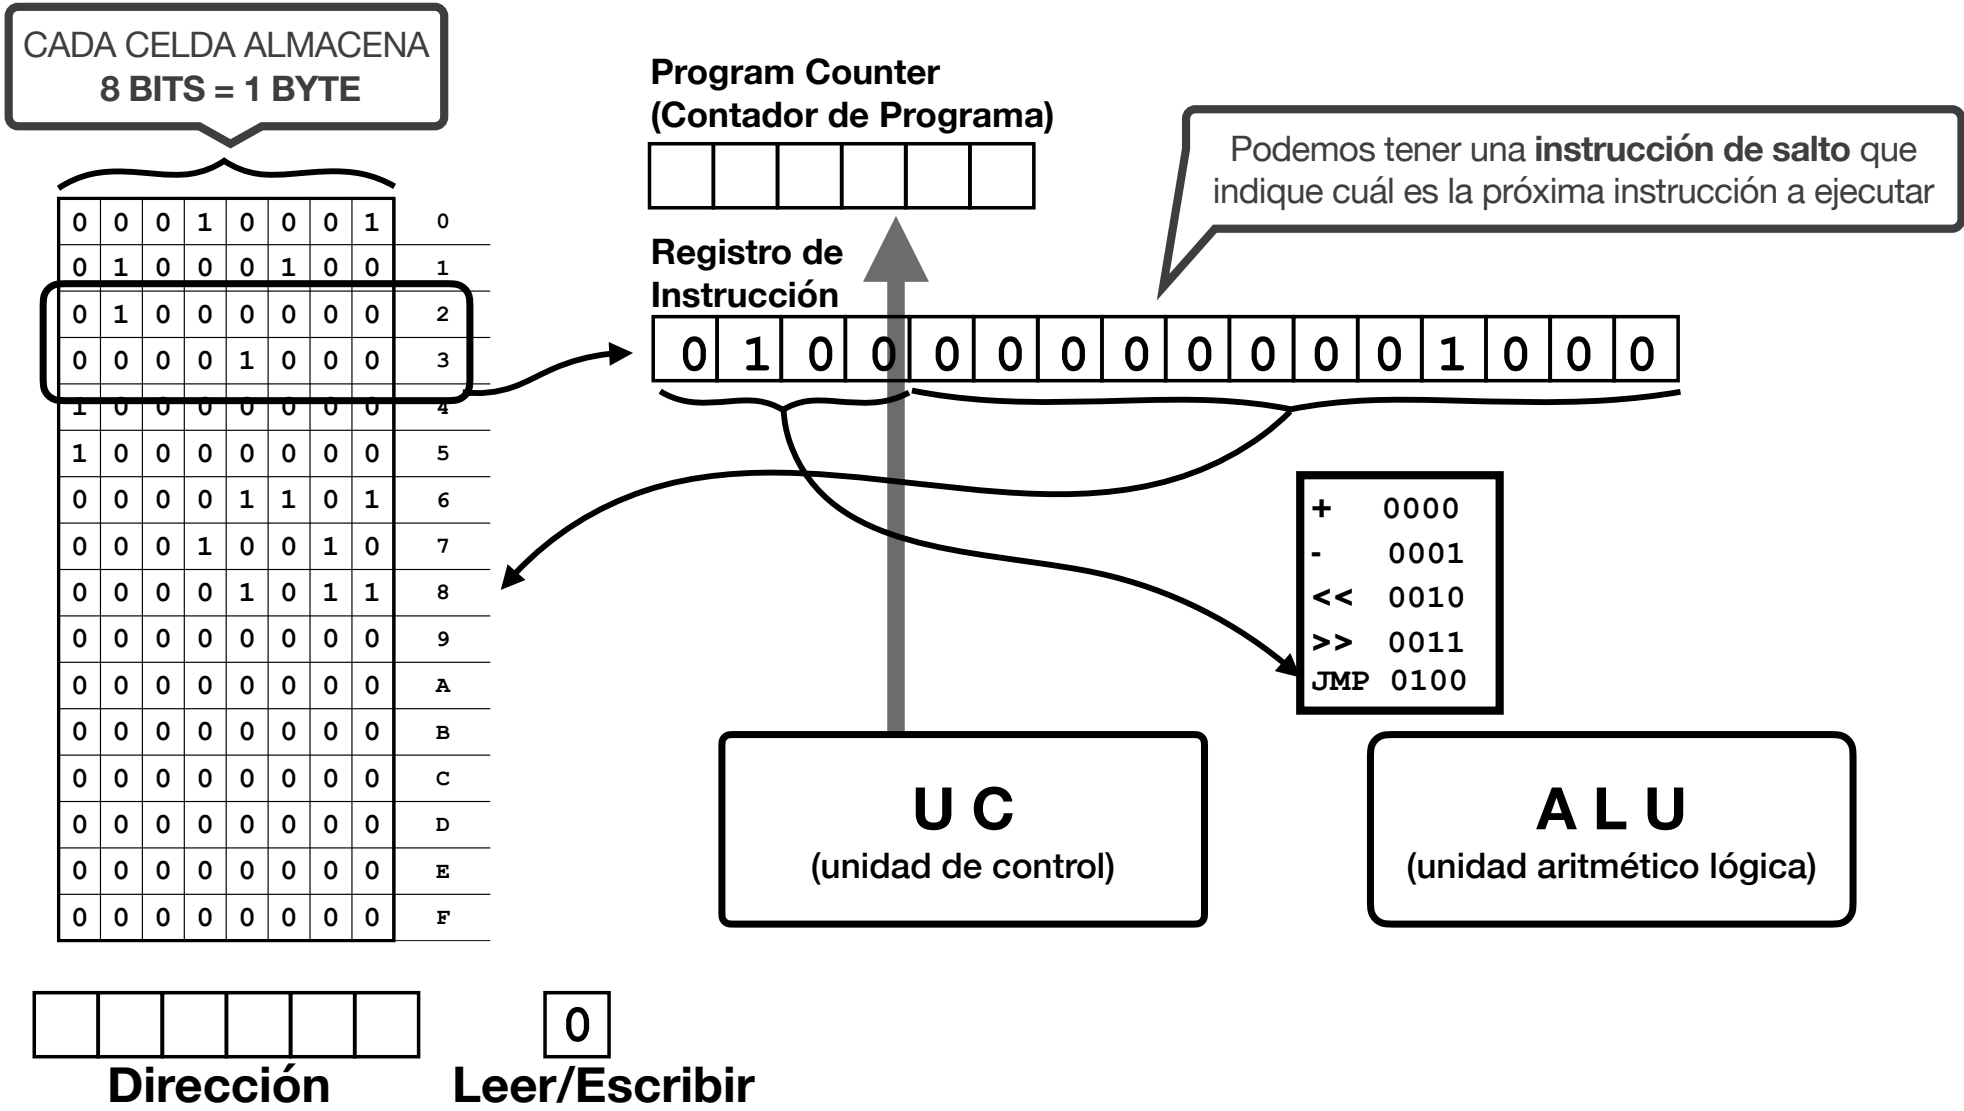 CADA CELDA ALMACENA
8 BITS = 1 BYTE
Program Counter
(Contador de Programa)
Podemos tener una instrucción de salto que
indique cuál es la próxima instrucción a ejecutar
Registro de
Instrucción
0 1 0 0 0 0 0 0 0 0 0 0 1 0 0 0
0 0 0 1 0 0 0 1 0
0 1 0 0 0 1 0 0 1
0 1 0 0 0 0 0 0 2
0 0 0 0 1 0 0 0 3
1 0 0 0 0 0 0 0 4
1 0 0 0 0 0 0 0 5
0 0 0 0 1 1 0 1 6
0 0 0 1 0 0 1 0 7
0 0 0 0 1 0 1 1 8
0 0 0 0 0 0 0 0 9
0 0 0 0 0 0 0 0 A
0 0 0 0 0 0 0 0 B
0 0 0 0 0 0 0 0 C
0 0 0 0 0 0 0 0 D
0 0 0 0 0 0 0 0 E
0 0 0 0 0 0 0 0 F
+ 0000
- 0001
<< 0010
>> 0011
JMP 0100
U C
(unidad de control)
A L U
(unidad aritmético lógica)
0
Dirección
Leer/Escribir